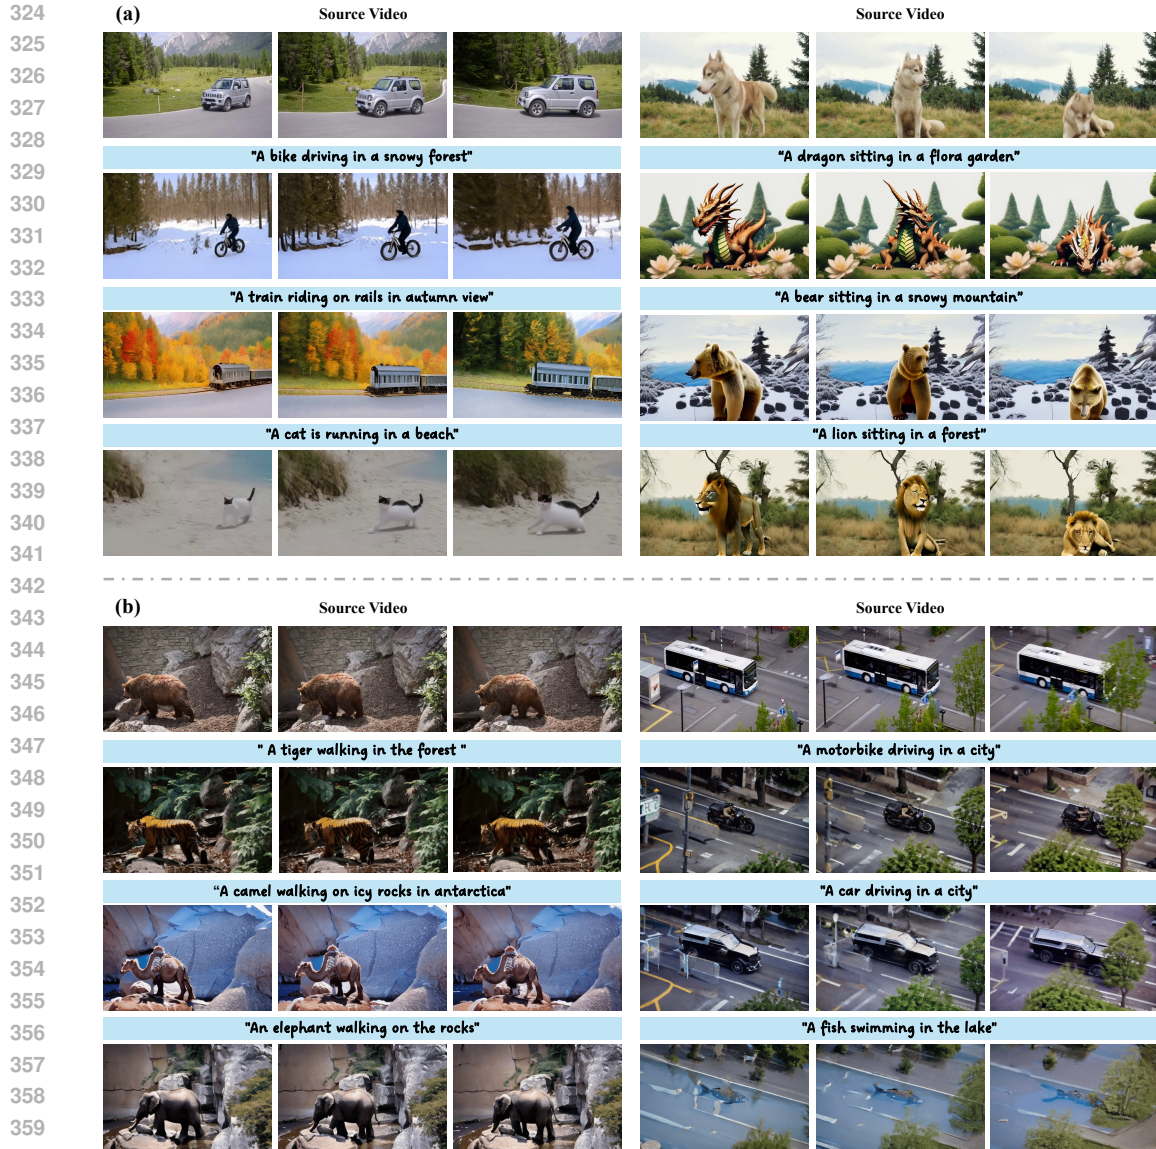 324
325
326
327
328
329
330
331
332
333
334
335
336
337
338
339
340
341
342
343
344
345
346
347
348
349
350
351
352
353
354
355
356
357
358
359
(a)
Source Video
"A bike driving in a snowy forest"
"A train riding on rails in autumn view"
"A cat is running in a beach"
Source Video
"A dragon sitting in a flora garden"
"A bear sitting in a snowy mountain"
"A lion sitting in a forest"
(b)
Source Video
" A tiger walking in the forest "
"A camel walking on icy rocks in antarctica"
"An elephant walking on the rocks"
Source Video
"A motorbike driving in a city"
"A car driving in a city"
"A fish swimming in the lake"